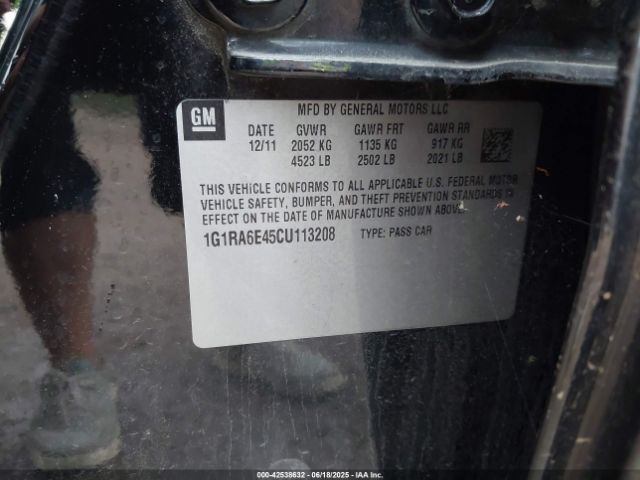 GM
MFD BY GENERAL MOTORS LLC
DATE GVWR GAWR FRT GAWR RR
12/11 2052 KG 1135 KG 917 KG
4523 LB 2502 LB 2021 LB
THIS VEHICLE CONFORMS TO ALL APPLICABLE U.S. FEDERAL MOTOR
VEHICLE SAFETY, BUMPER, AND THEFT PREVENTION STANDARDS IN
EFFECT ON THE DATE OF MANUFACTURE SHOWN ABOVE.
1G1RA6E45CU113208 TYPE: PASS CAR
000-42538632 - 06/18/2025 - IAA Inc.